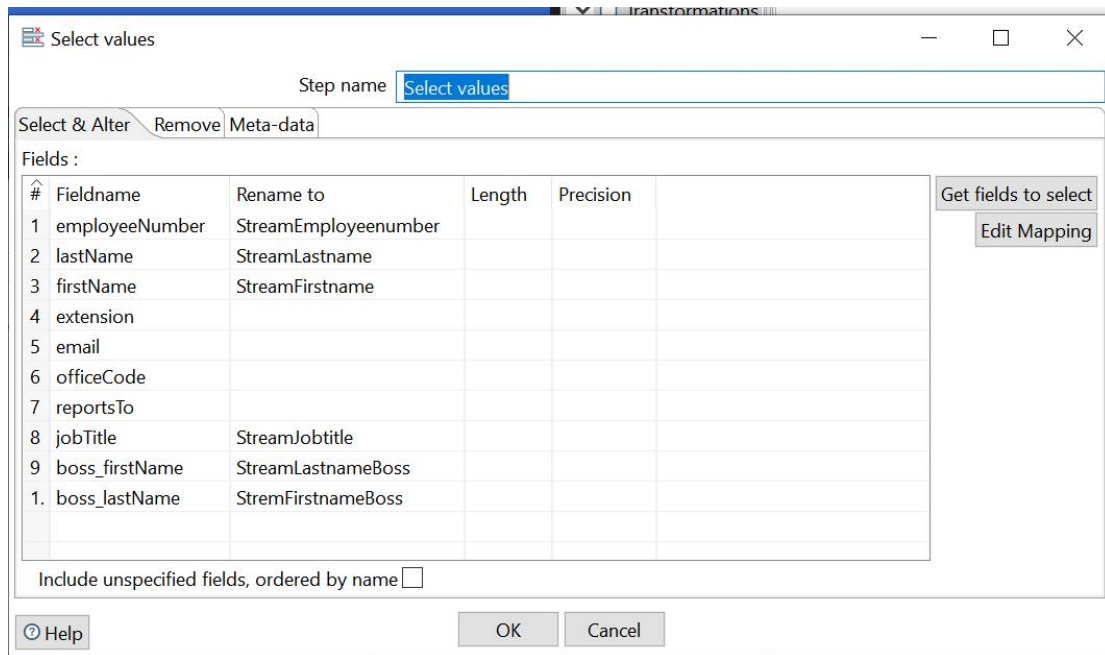 Transformations
Select values
Step name Select values
Select & Alter Remove Meta-data
Fields :
# Fieldname Rename to Length Precision
Get fields to select
1 employeeNumber StreamEmployeenumber
Edit Mapping
2 lastName StreamLastname
3 firstName StreamFirstname
4 extension
5 email
6 officeCode
7 reportsTo
8 jobTitle StreamJobtitle
9 boss_firstName StreamLastnameBoss
1. boss_lastName StremFirstnameBoss
Include unspecified fields, ordered by name
Help OK Cancel